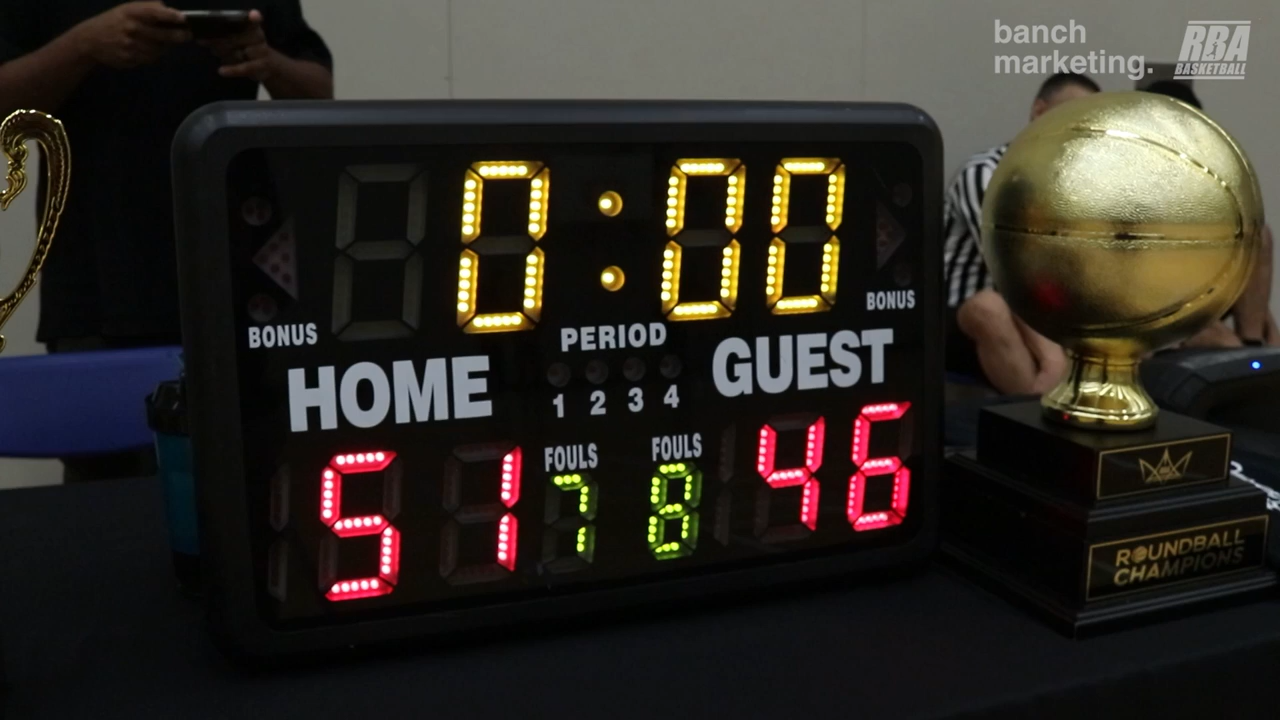 banch
marketing.
RBA
BASKETBALL
0:00
BONUS
PERIOD
BONUS
HOME
1 2 3 4
GUEST
FOULS
FOULS
51
7
8
46
ROUNDBALL
CHAMPIONS